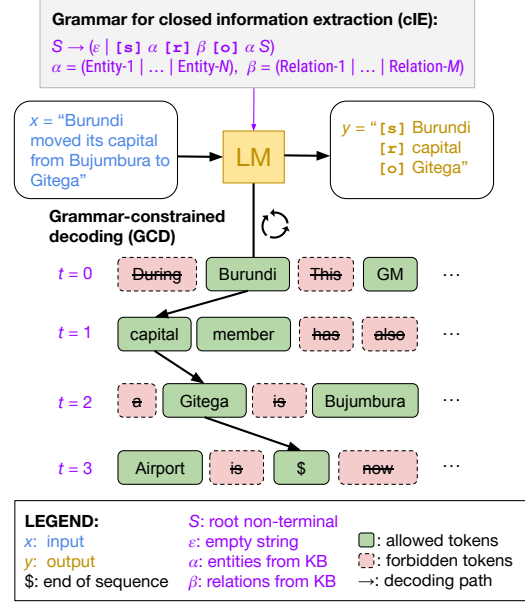 Grammar for closed information extraction (cIE):
S → (ε | [s] α [r] β [o] α S)
α = (Entity-1 | … | Entity-N), β = (Relation-1 | … | Relation-M)
x = “Burundi
moved its capital
from Bujumbura to
Gitega”
LM
y = “[s] Burundi
[r] capital
[o] Gitega”
Grammar-constrained
decoding (GCD)
t = 0 During Burundi This GM ...
t = 1 capital member has also ...
t = 2 a Gitega is Bujumbura ...
t = 3 Airport is $ now ...
LEGEND:
x: input
y: output
$: end of sequence
S: root non-terminal
ε: empty string
α: entities from KB
β: relations from KB
: allowed tokens
: forbidden tokens
→: decoding path